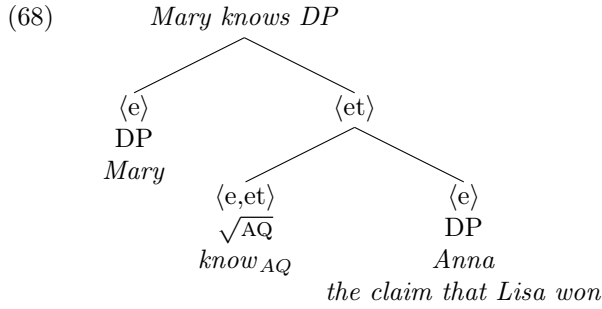 (68) Mary knows DP
⟨e⟩ ⟨et⟩
DP
Mary
⟨e,et⟩ ⟨e⟩
√AQ DP
know_AQ Anna
the claim that Lisa won